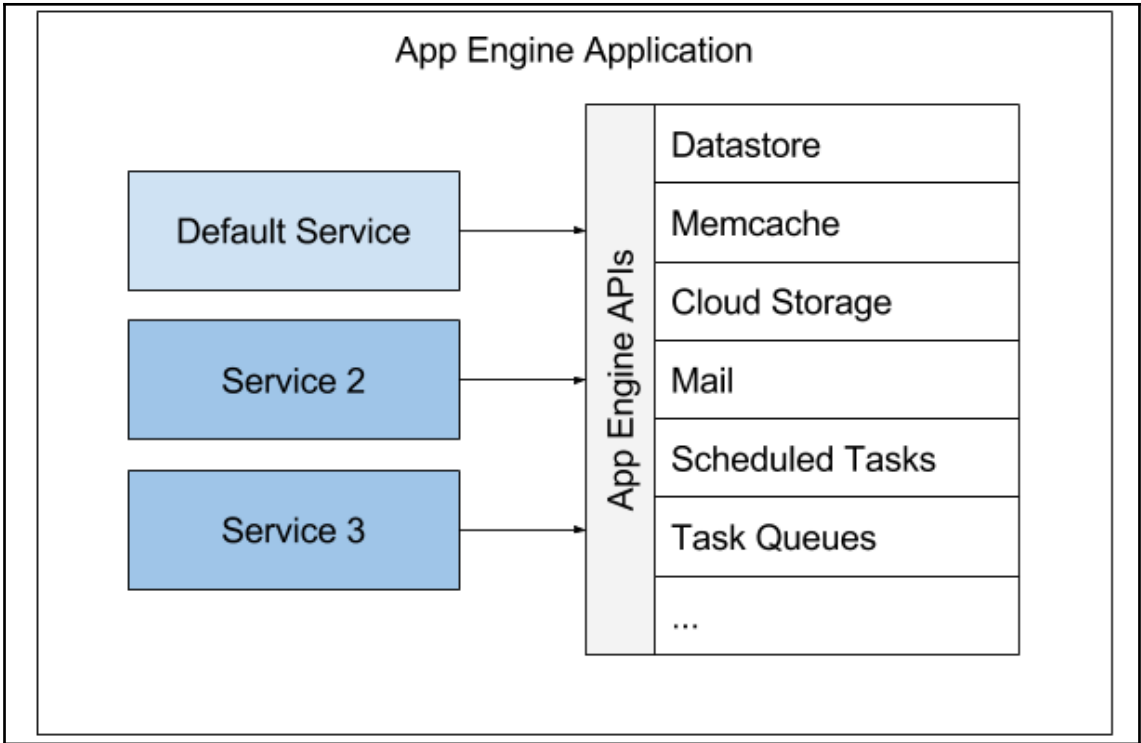 App Engine Application
Default Service
Service 2
Service 3
App Engine APIs
Datastore
Memcache
Cloud Storage
Mail
Scheduled Tasks
Task Queues
...